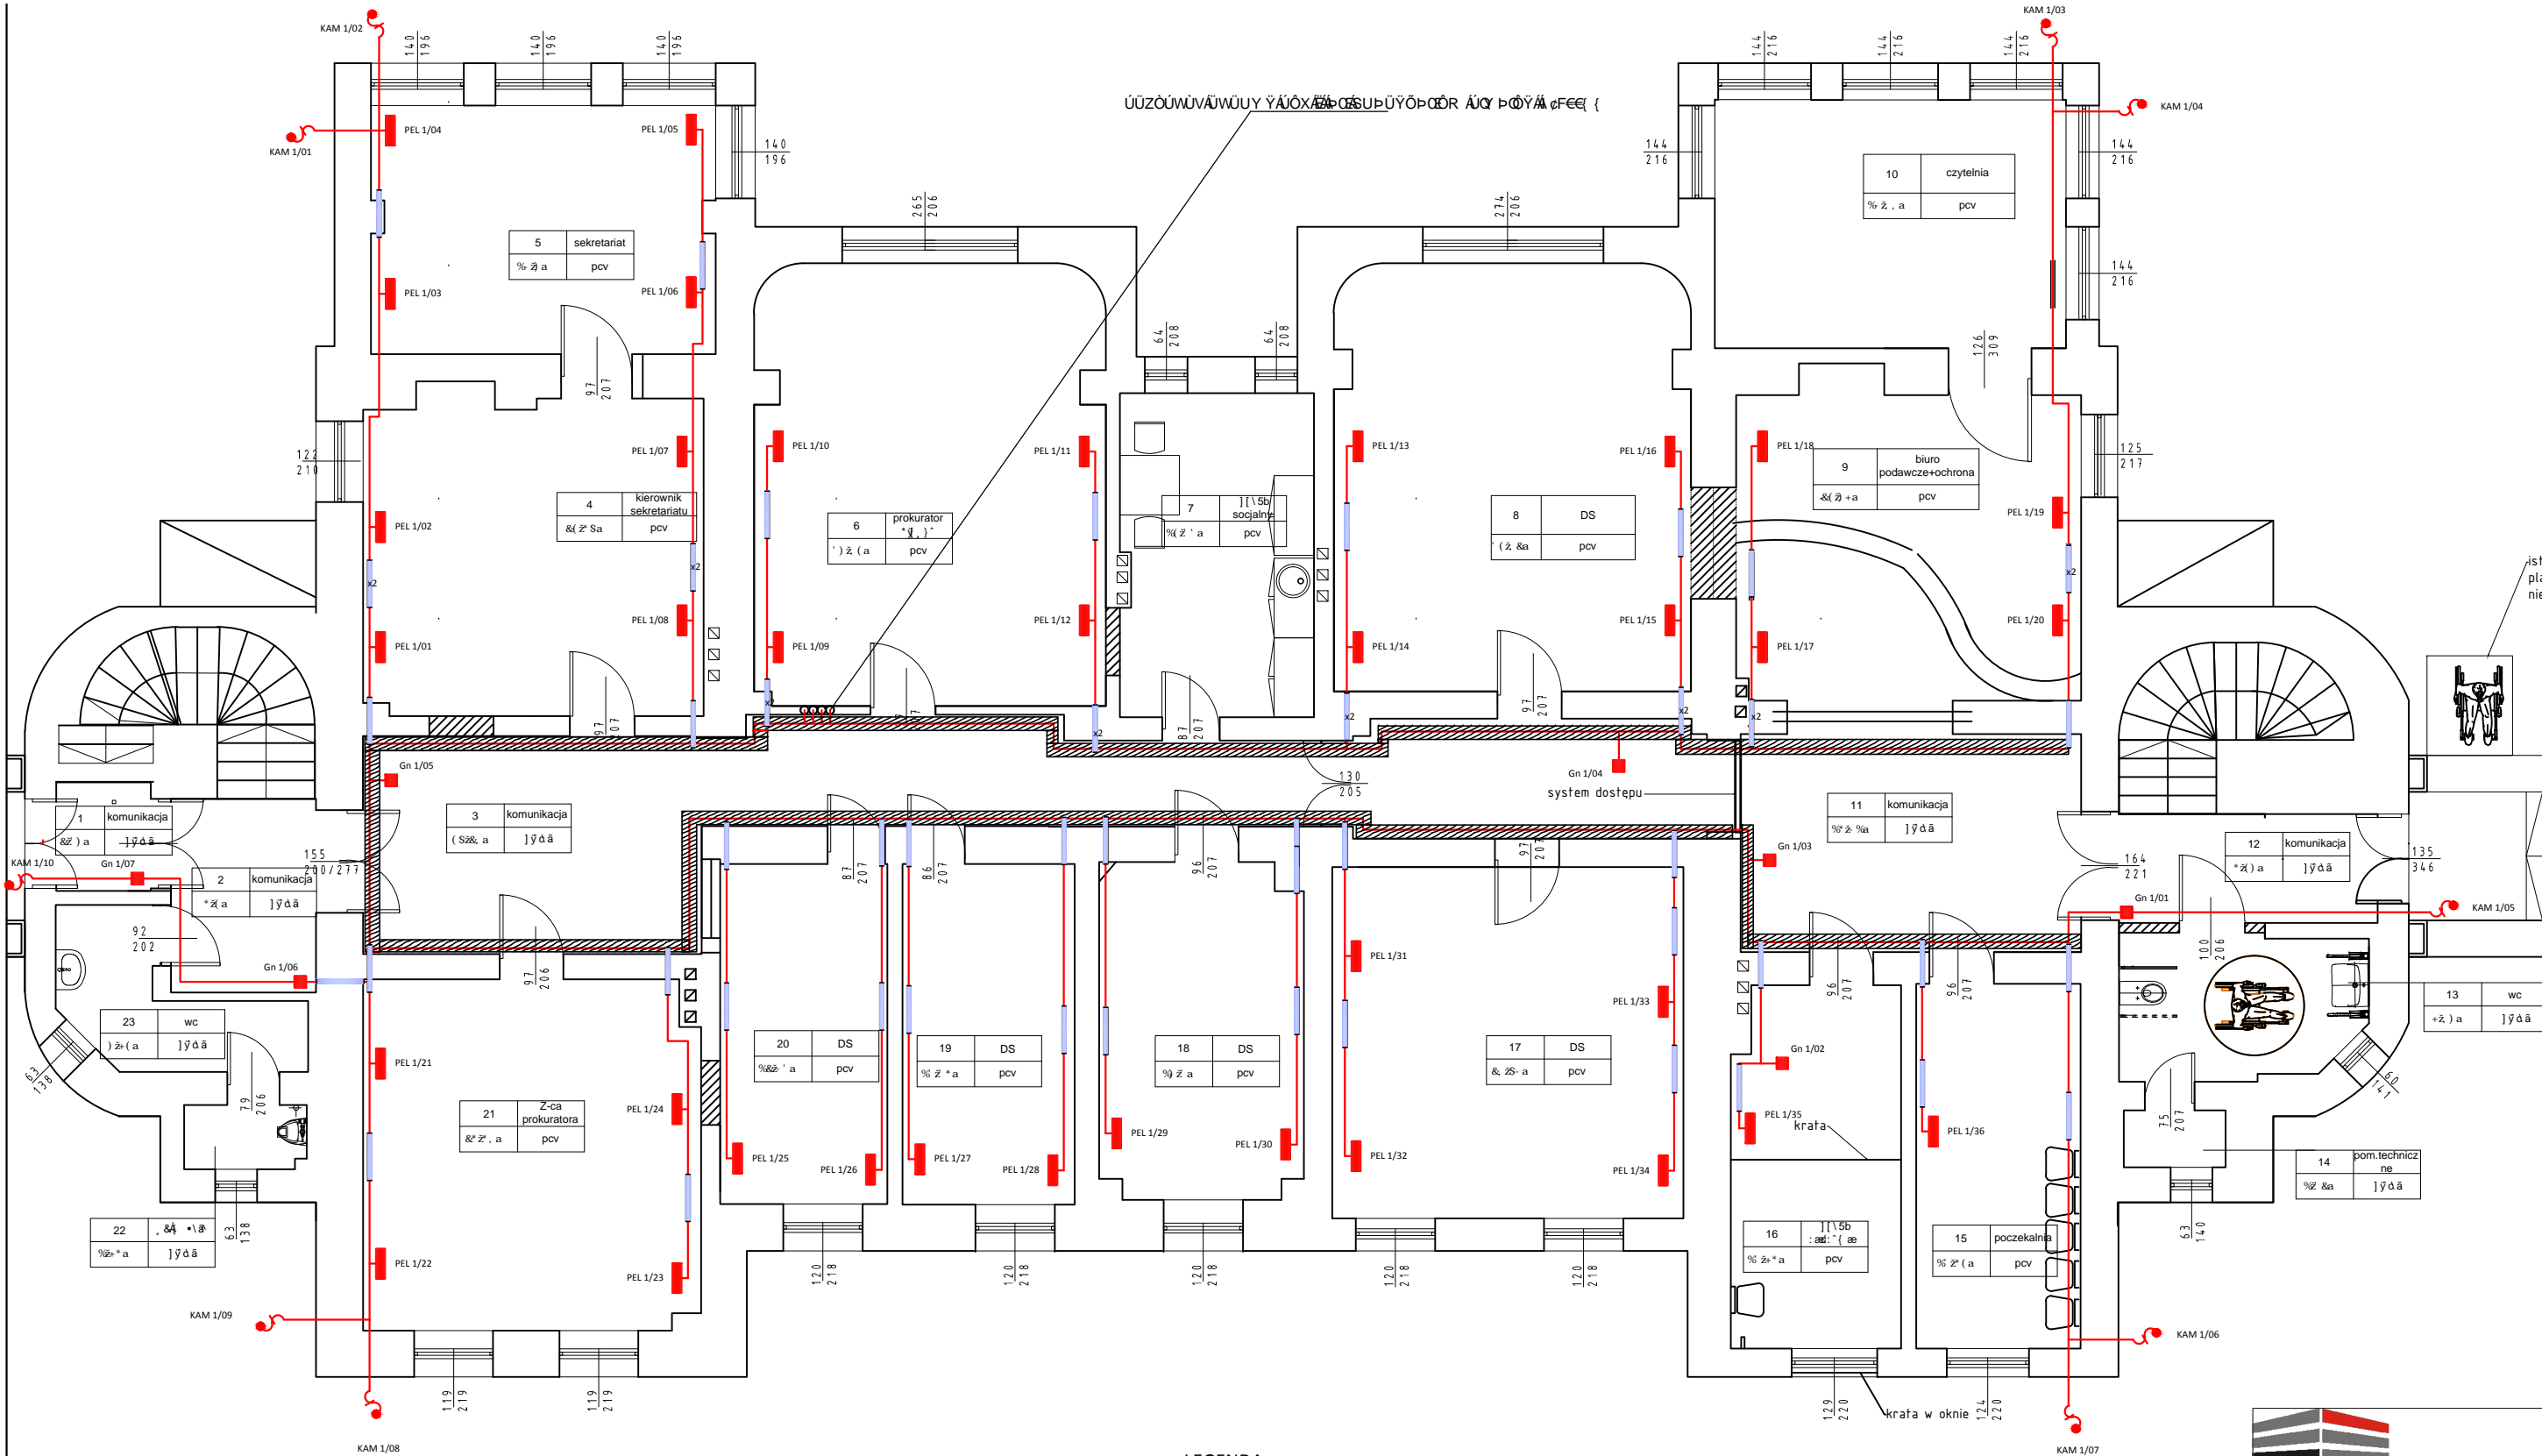 KAM 1/02
140
196
140
196
140
196
144
216
144
216
144
216
KAM 1/03
KAM 1/04
KAM 1/01
PEL 1/04
PEL 1/05
140
196
144
216
144
216
10 czytelnia
pcv
265
206
274
206
5 sekretariat
pcv
PEL 1/03
PEL 1/06
144
216
64
208
64
208
126
309
97
207
122
210
125
217
PEL 1/07
PEL 1/10
PEL 1/11
PEL 1/13
PEL 1/16
PEL 1/18
9 biuro
podawcze+ochrona
pcv
4 kierownik
sekretariatu
pcv
6 prokurator
pcv
7
socjalny
pcv
8 DS
pcv
PEL 1/02
PEL 1/19
x2
x2
x2
PEL 1/01
PEL 1/08
PEL 1/09
PEL 1/12
PEL 1/14
PEL 1/15
PEL 1/17
PEL 1/20
ist
pla
nie
97
207
87
207
97
207
x2
x2
x2
x2
x2
Gn 1/05
Gn 1/04
130
205
system dostępu
1 komunikacja
3 komunikacja
11 komunikacja
12 komunikacja
155
200/277
KAM 1/10
Gn 1/07
2 komunikacja
87
207
86
207
96
207
97
207
Gn 1/03
164
221
135
346
Gn 1/01
KAM 1/05
92
202
Gn 1/06
97
206
PEL 1/31
PEL 1/33
96
207
96
207
100
206
13 wc
23 wc
63
138
79
206
PEL 1/21
20 DS
pcv
19 DS
pcv
18 DS
pcv
17 DS
pcv
Gn 1/02
60
141
21 Z-ca
prokuratora
pcv
PEL 1/24
PEL 1/29
PEL 1/30
PEL 1/35
krata
PEL 1/36
75
207
PEL 1/25
PEL 1/26
PEL 1/27
PEL 1/28
PEL 1/32
PEL 1/34
14 pom.technicz
ne
22
63
138
63
140
16
pcv
15 poczekalnia
pcv
PEL 1/22
PEL 1/23
120
218
120
218
120
218
120
218
120
218
KAM 1/09
KAM 1/06
119
219
119
219
129
220
krata w oknie
124
220
KAM 1/08
KAM 1/07
LEGENDA